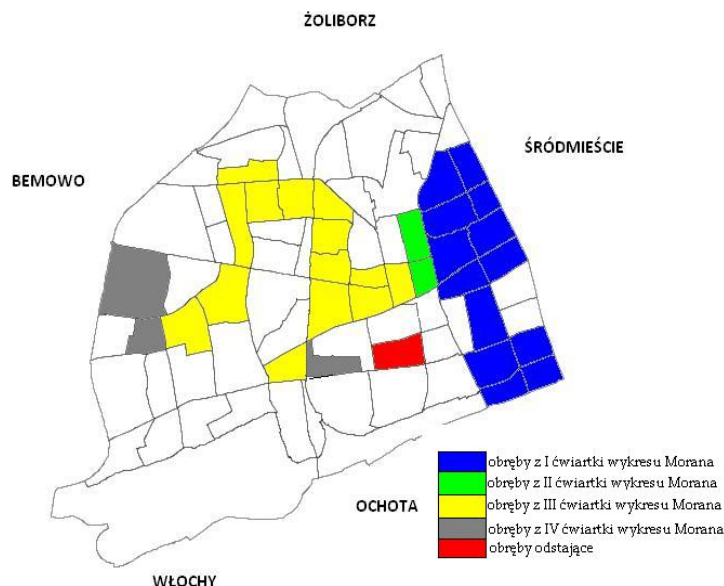 ŻOLIBORZ
ŚRÓDMIEŚCIE
BEMOWO
obręby z I ćwiartki wykresu Morana
obręby z II ćwiartki wykresu Morana
obręby z III ćwiartki wykresu Morana
obręby z IV ćwiartki wykresu Morana
obręby odstające
OCHOTA
WŁOCHY